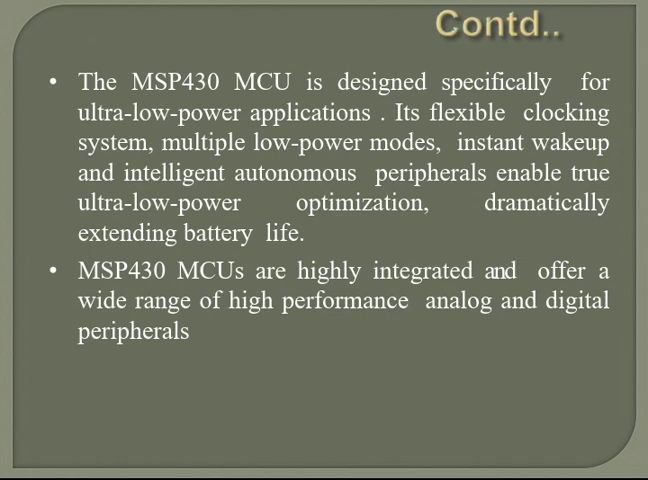 Contd..
• The MSP430 MCU is designed specifically for
ultra-low-power applications . Its flexible clocking
system, multiple low-power modes, instant wakeup
and intelligent autonomous peripherals enable true
ultra-low-power optimization, dramatically
extending battery life.
• MSP430 MCUs are highly integrated and offer a
wide range of high performance analog and digital
peripherals